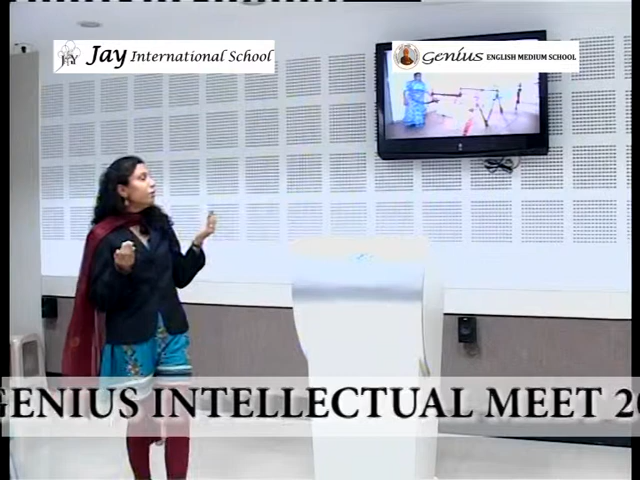 Jay International School
Genius ENGLISH MEDIUM SCHOOL
GENIUS INTELLECTUAL MEET 20